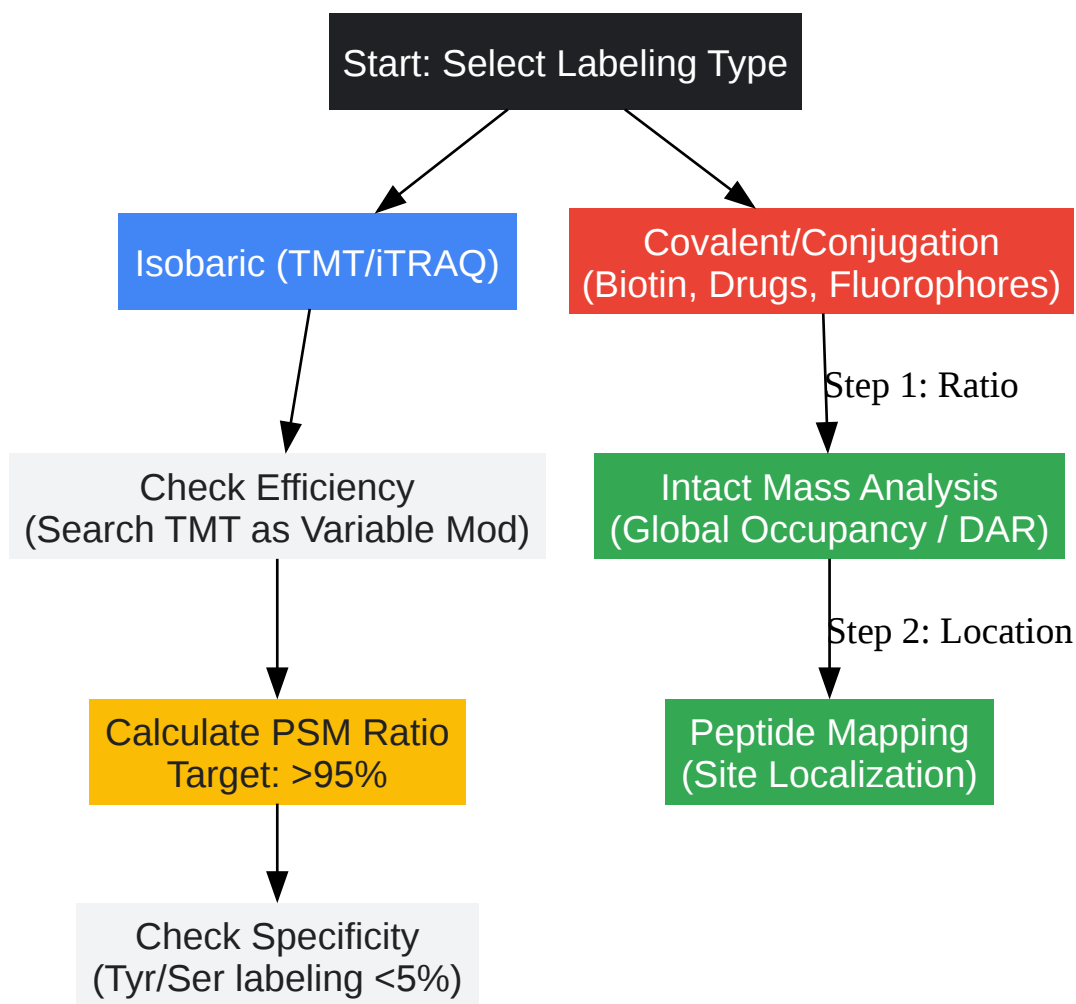 Start: Select Labeling Type
Isobaric (TMT/iTRAQ)
Covalent/Conjugation
(Biotin, Drugs, Fluorophores)
Step 1: Ratio
Check Efficiency
(Search TMT as Variable Mod)
Intact Mass Analysis
(Global Occupancy / DAR)
Step 2: Location
Calculate PSM Ratio
Target: >95%
Peptide Mapping
(Site Localization)
Check Specificity
(Tyr/Ser labeling <5%)